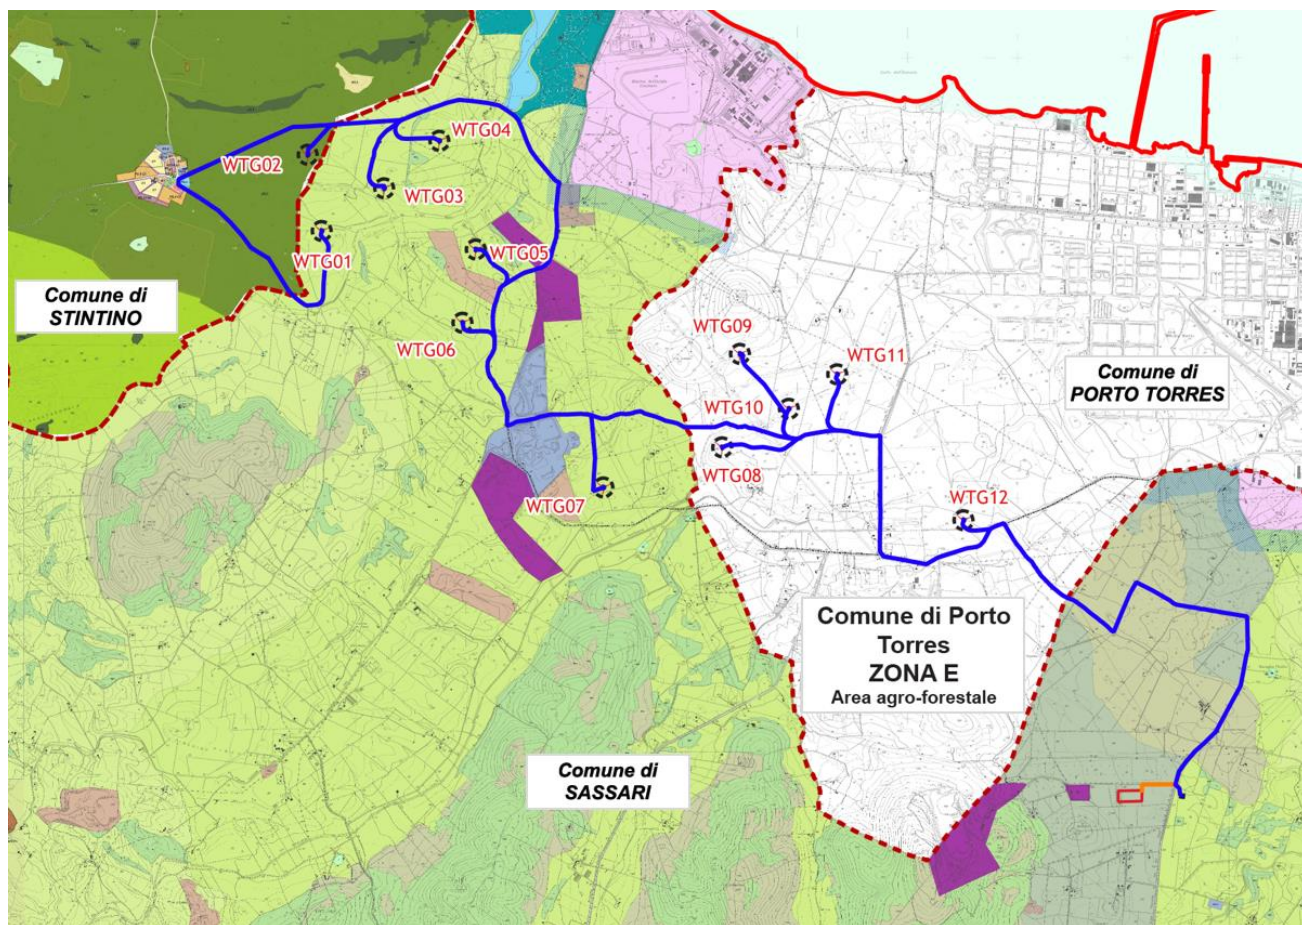 WTG04
WTG02
WTG03
WTG05
WTG01
Comune di
STINTINO
WTG06
WTG09
WTG11
Comune di
PORTO TORRES
WTG10
WTG08
WTG07
WTG12
Comune di Porto
Torres
ZONA E
Area agro-forestale
Comune di
SASSARI